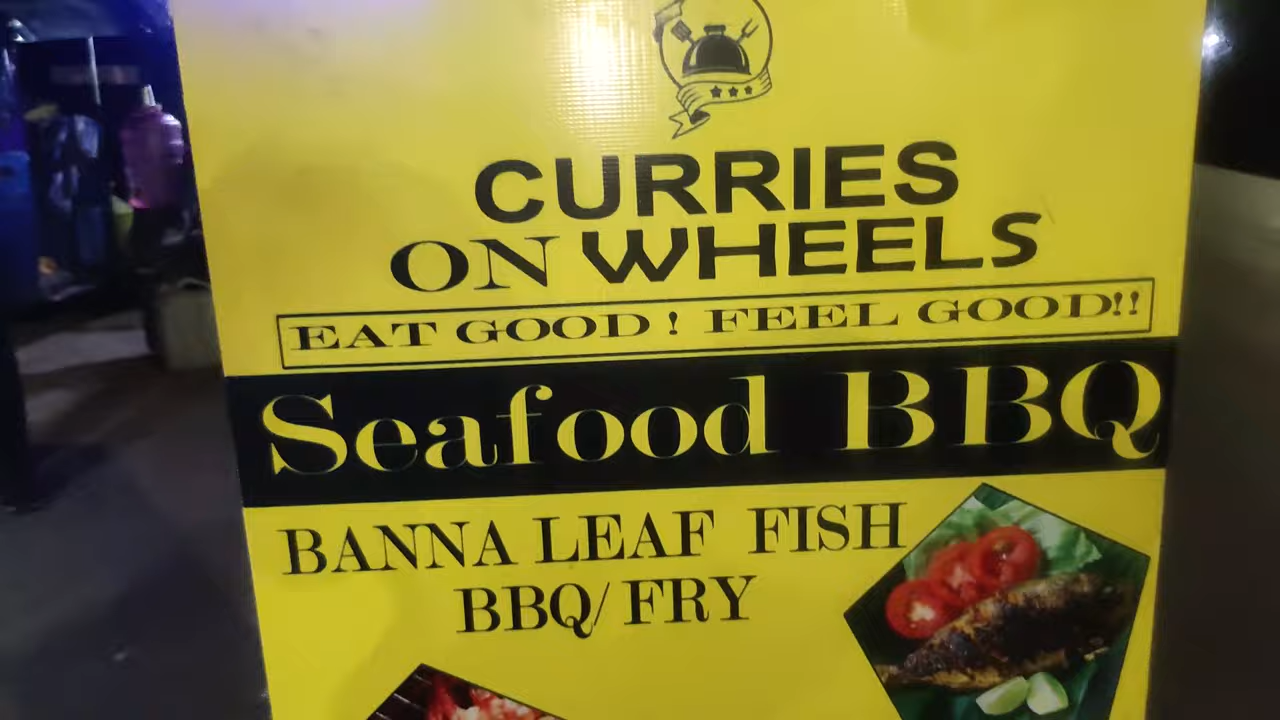 CURRIES
ON WHEELS
EAT GOOD! FEEL GOOD!!
Seafood BBQ
BANNA LEAF FISH
BBQ/FRY